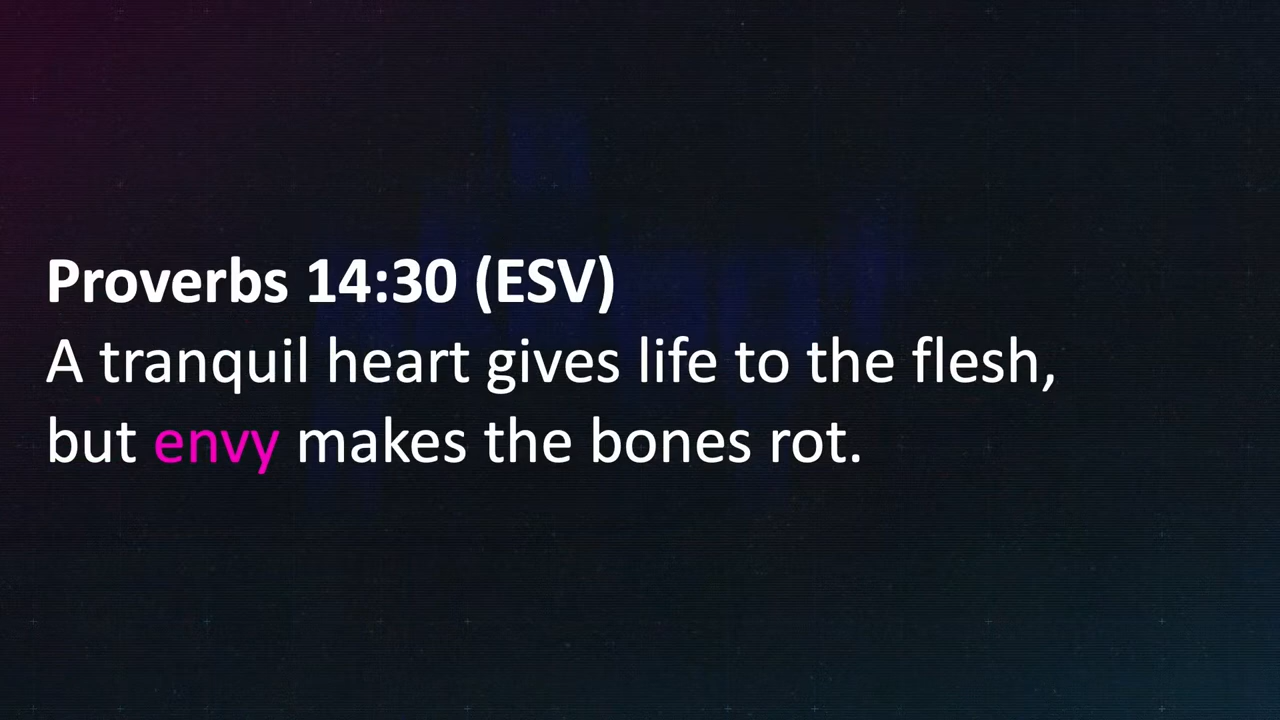 Proverbs 14:30 (ESV)
A tranquil heart gives life to the flesh,
but envy makes the bones rot.